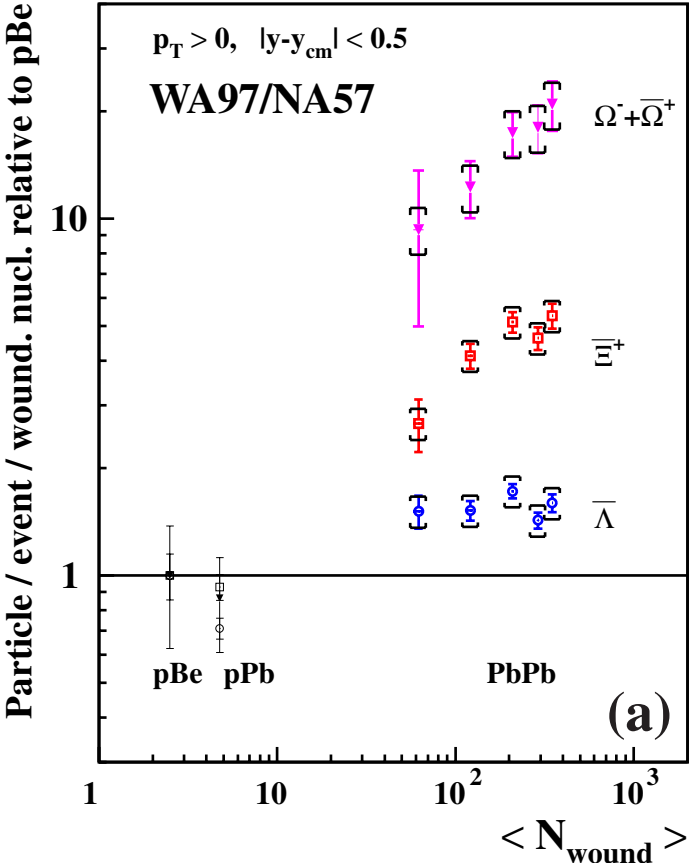 Particle / event / wound. nucl. relative to pBe
p_T > 0, |y-y_cm| < 0.5
WA97/NA57
Ω⁻+Ω̅⁺
10
Ξ̅⁺
Λ̅
1
pBe pPb PbPb
(a)
1 10 10² 10³
< N_wound >